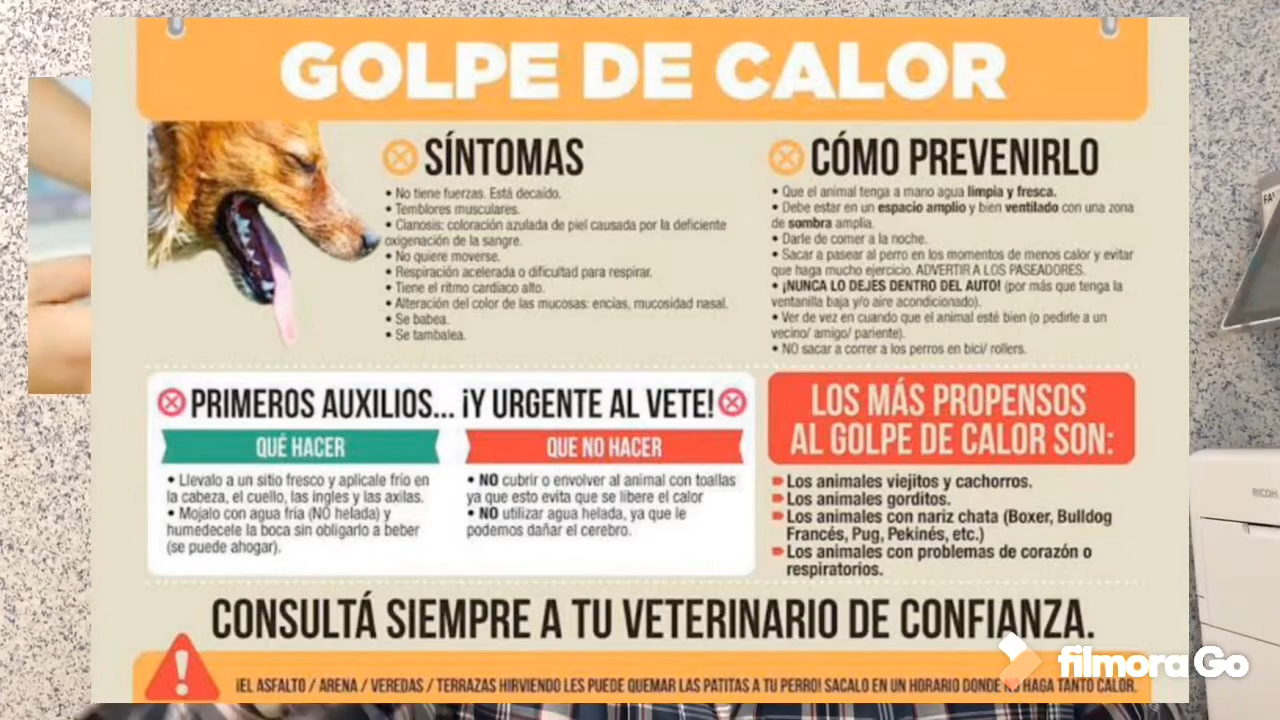 GOLPE DE CALOR
SÍNTOMAS
• No tiene fuerzas. Está decaído.
• Temblores musculares.
• Cianosis: coloración azulada de piel causada por la deficiente
oxigenación de la sangre.
• No quiere moverse.
• Respiración acelerada o dificultad para respirar.
• Tiene el ritmo cardíaco alto.
• Alteración del color de las mucosas: encías, mucosidad nasal.
• Se babea.
• Se tambalea.
CÓMO PREVENIRLO
• Que el animal tenga a mano agua limpia y fresca.
• Debe estar en un espacio amplio y bien ventilado con una zona
de sombra amplia.
• Darle de comer a la noche.
• Sacar a pasear al perro en los momentos de menos calor y evitar
que haga mucho ejercicio. ADVERTIR A LOS PASEADORES.
• ¡NUNCA LO DEJES DENTRO DEL AUTO! (por más que tenga la
ventanilla baja y/o aire acondicionado).
• Ver de vez en cuando que el animal esté bien (o pedirle a un
vecino/ amigo/ pariente).
• NO sacar a correr a los perros en bici/ rollers.
PRIMEROS AUXILIOS... ¡Y URGENTE AL VETE!
QUÉ HACER
• Llevalo a un sitio fresco y aplicale frío en
la cabeza, el cuello, las ingles y las axilas.
• Mojalo con agua fría (NO helada) y
humedecele la boca sin obligarlo a beber
(se puede ahogar).
QUE NO HACER
• NO cubrir o envolver al animal con toallas
ya que esto evita que se libere el calor
• NO utilizar agua helada, ya que le
podemos dañar el cerebro.
LOS MÁS PROPENSOS
AL GOLPE DE CALOR SON:
Los animales viejitos y cachorros.
Los animales gorditos.
Los animales con nariz chata (Boxer, Bulldog
Francés, Pug, Pekinés, etc.)
Los animales con problemas de corazón o
respiratorios.
CONSULTÁ SIEMPRE A TU VETERINARIO DE CONFIANZA.
¡EL ASFALTO / ARENA / VEREDAS / TERRAZAS HIRVIENDO LES PUEDE QUEMAR LAS PATITAS A TU PERRO! SACALO EN UN HORARIO DONDE NO HAGA TANTO CALOR.
filmora Go
RICOH